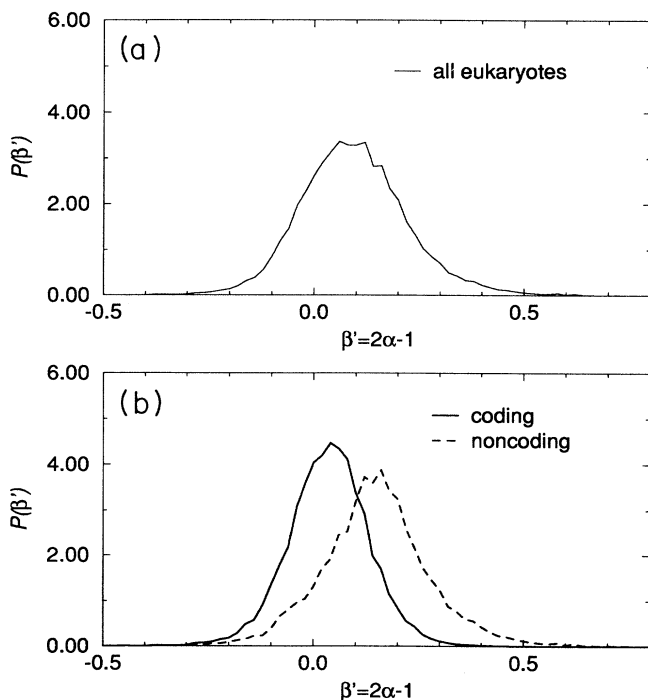 6.00
(a)
all eukaryotes
4.00
P(β')
2.00
0.00
-0.5 0.0 0.5
β'=2α-1
6.00
(b)
coding
noncoding
4.00
P(β')
2.00
0.00
-0.5 0.0 0.5
β'=2α-1